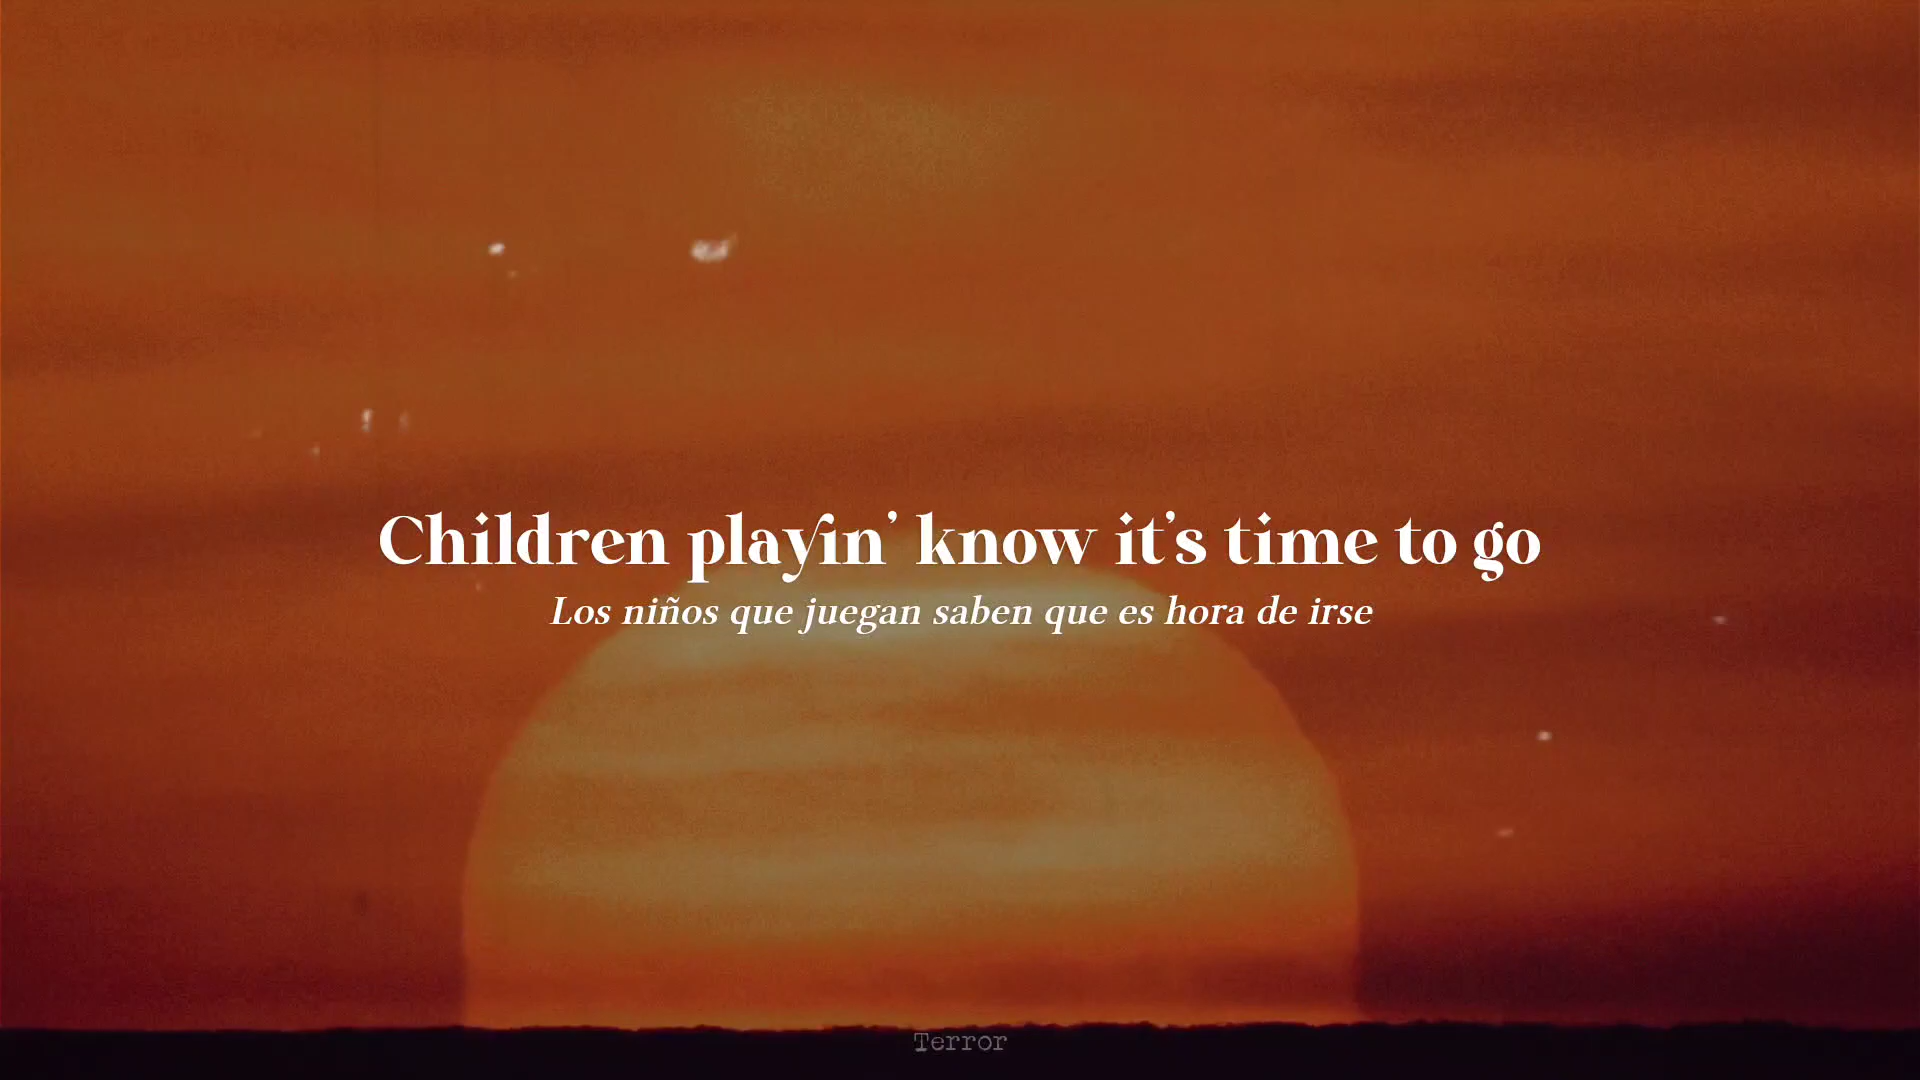 Children playin’ know it’s time to go
Los niños que juegan saben que es hora de irse
Terror